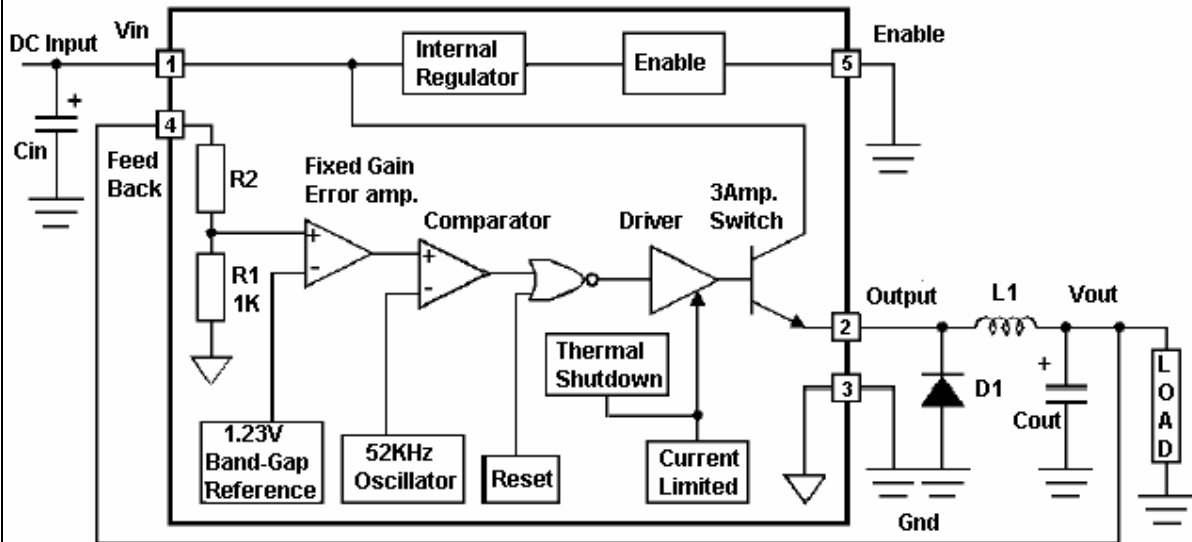 DC Input
Vin
1
Internal
Regulator
Enable
5
Enable
+
Cin
4
Feed
Back
R2
Fixed Gain
Error amp.
+
-
R1
1K
Comparator
+
-
Driver
3Amp.
Switch
Output
2
L1
Vout
Thermal
Shutdown
3
D1
+
Cout
LOAD
1.23V
Band-Gap
Reference
52KHz
Oscillator
Reset
Current
Limited
Gnd